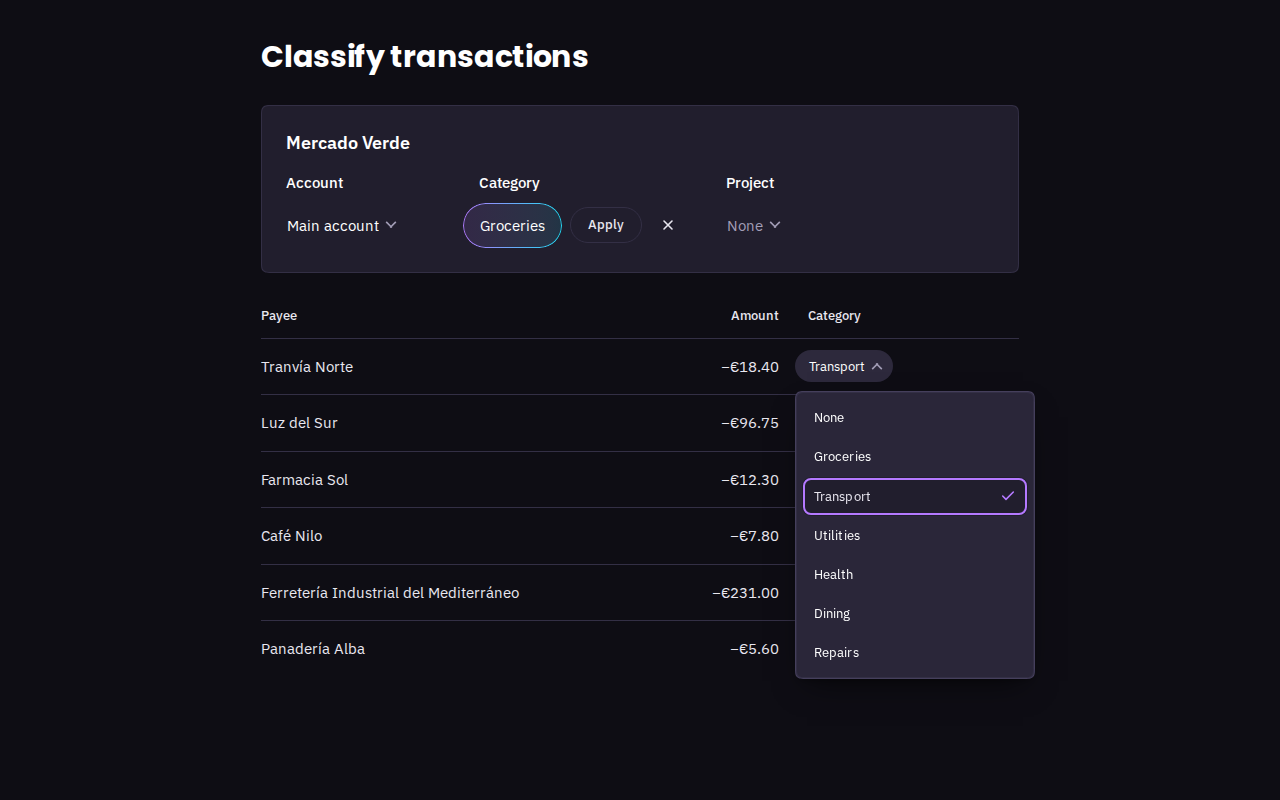 Classify transactions
Mercado Verde
Account Category Project
Main account Groceries Apply None
Payee Amount Category
Tranvía Norte −€18.40 Transport
Luz del Sur −€96.75
Farmacia Sol −€12.30
Café Nilo −€7.80
Ferretería Industrial del Mediterráneo −€231.00
Panadería Alba −€5.60
None
Groceries
Transport
Utilities
Health
Dining
Repairs